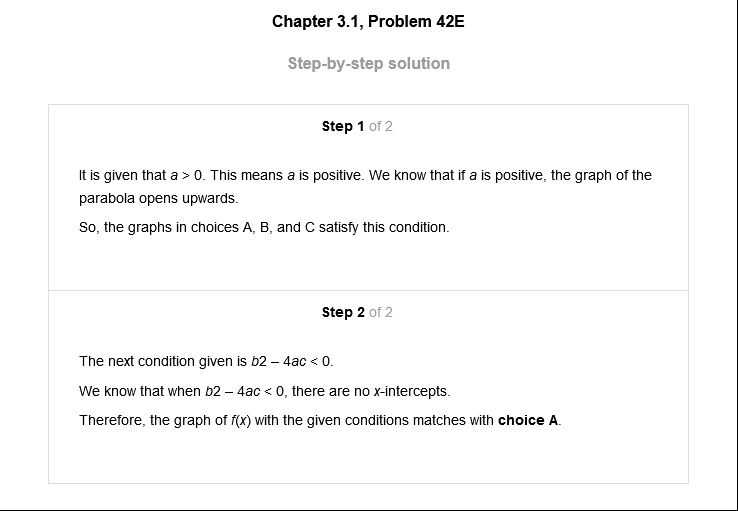 Chapter 3.1, Problem 42E
Step-by-step solution
Step 1 of 2
It is given that a > 0. This means a is positive. We know that if a is positive, the graph of the
parabola opens upwards.
So, the graphs in choices A, B, and C satisfy this condition.
Step 2 of 2
The next condition given is b2 – 4ac < 0.
We know that when b2 – 4ac < 0, there are no x-intercepts.
Therefore, the graph of f(x) with the given conditions matches with choice A.